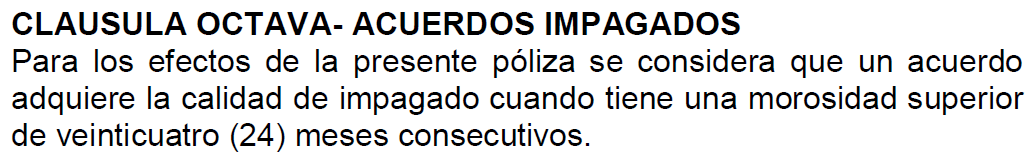 CLAUSULA OCTAVA- ACUERDOS IMPAGADOS
Para los efectos de la presente póliza se considera que un acuerdo
adquiere la calidad de impagado cuando tiene una morosidad superior
de veinticuatro (24) meses consecutivos.